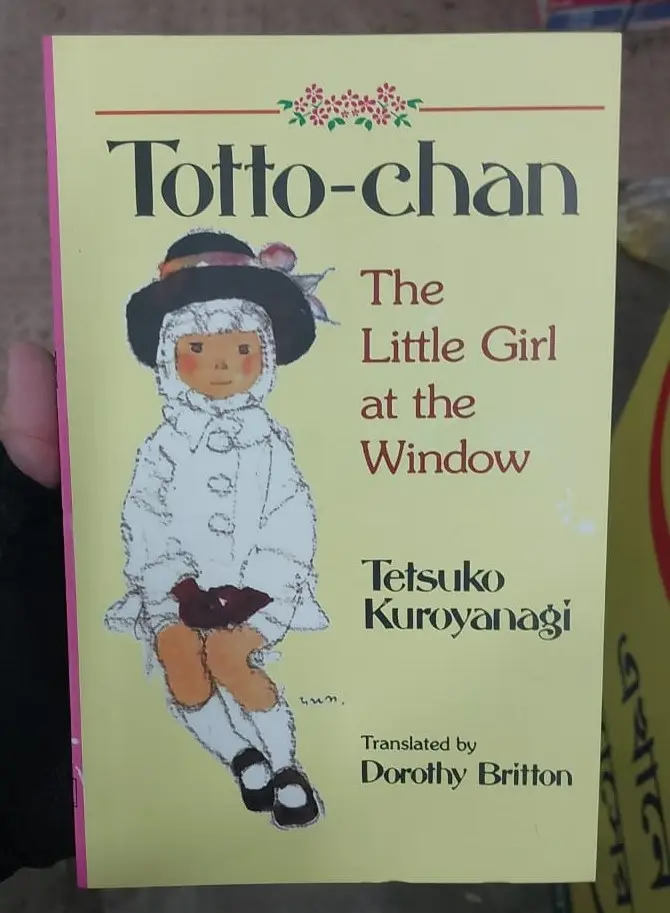 Totto-chan
The
Little Girl
at the
Window
Tetsuko
Kuroyanagi
Translated by
Dorothy Britton